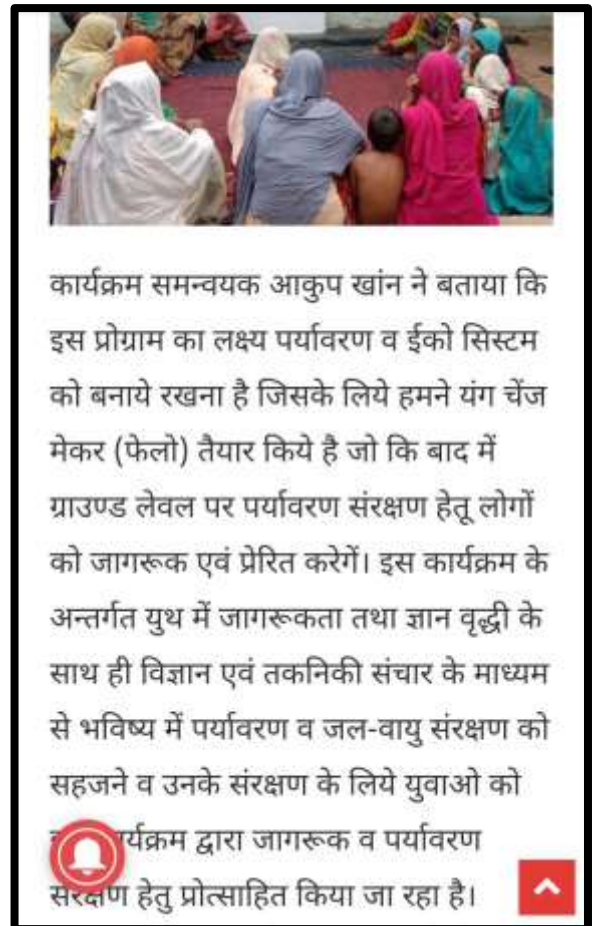 कार्यक्रम समन्वयक आकुप खांन ने बताया कि
इस प्रोग्राम का लक्ष्य पर्यावरण व ईको सिस्टम
को बनाये रखना है जिसके लिये हमने यंग चेंज
मेकर (फेलो) तैयार किये है जो कि बाद में
ग्राउण्ड लेवल पर पर्यावरण संरक्षण हेतू लोगों
को जागरूक एवं प्रेरित करेगें। इस कार्यक्रम के
अन्तर्गत युथ में जागरूकता तथा ज्ञान वृद्धी के
साथ ही विज्ञान एवं तकनिकी संचार के माध्यम
से भविष्य में पर्यावरण व जल-वायु संरक्षण को
सहजने व उनके संरक्षण के लिये युवाओ को
द्वारा जागरूक व पर्यावरण
संरक्षण हेतु प्रोत्साहित किया जा रहा है।